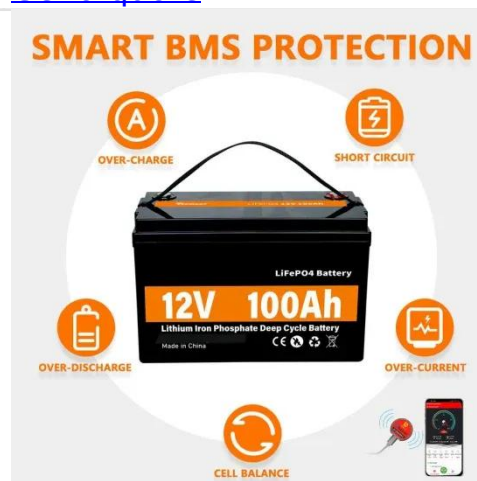 SMART BMS PROTECTION
OVER-CHARGE
SHORT CIRCUIT
LiFePO4 Battery
12V 100Ah
Lithium Iron Phosphate Deep Cycle Battery
Made in China
CE
OVER-DISCHARGE
OVER-CURRENT
CELL BALANCE